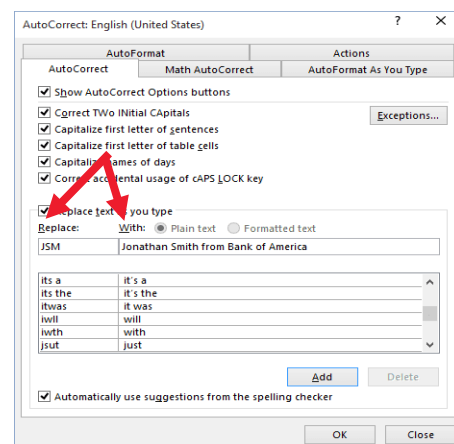 AutoCorrect: English (United States) ? ×
AutoFormat Actions
AutoCorrect Math AutoCorrect AutoFormat As You Type
Show AutoCorrect Options buttons
Correct TWo INitial CApitals Exceptions...
Capitalize first letter of sentences
Capitalize first letter of table cells
Capitalize names of days
Correct accidental usage of cAPS LOCK key
Replace text as you type
Replace: With: Plain text Formatted text
JSM Jonathan Smith from Bank of America
its a it's a
its the it's the
itwas it was
iwll will
iwth with
jsut just
Add Delete
Automatically use suggestions from the spelling checker
OK Close